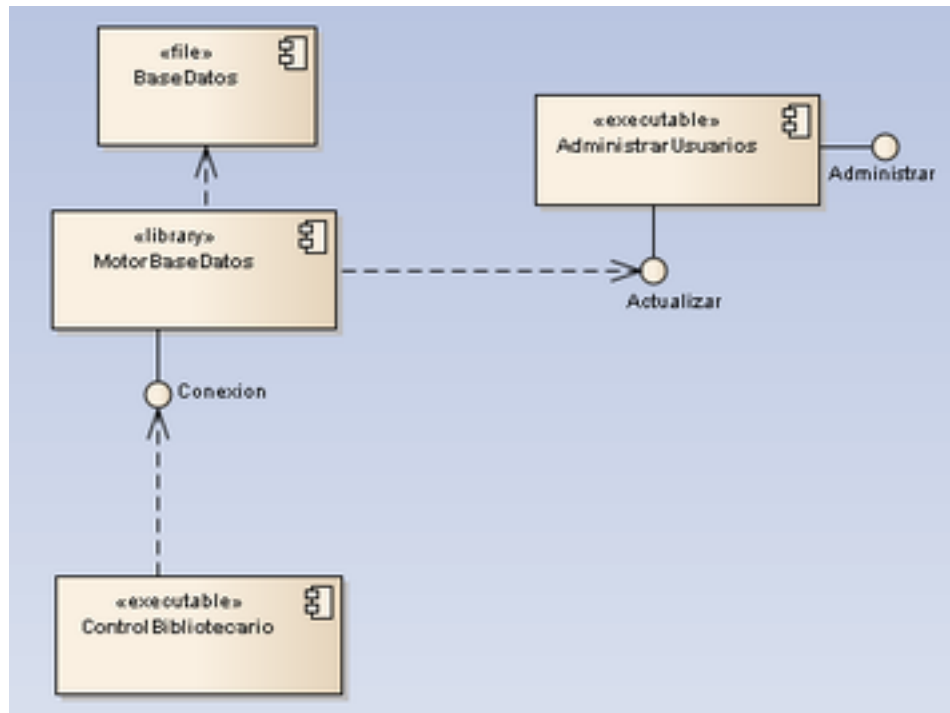 «file»
BaseDatos
«executable»
AdministrarUsuarios
Administrar
«library»
MotorBaseDatos
Actualizar
Conexion
«executable»
ControlBibliotecario